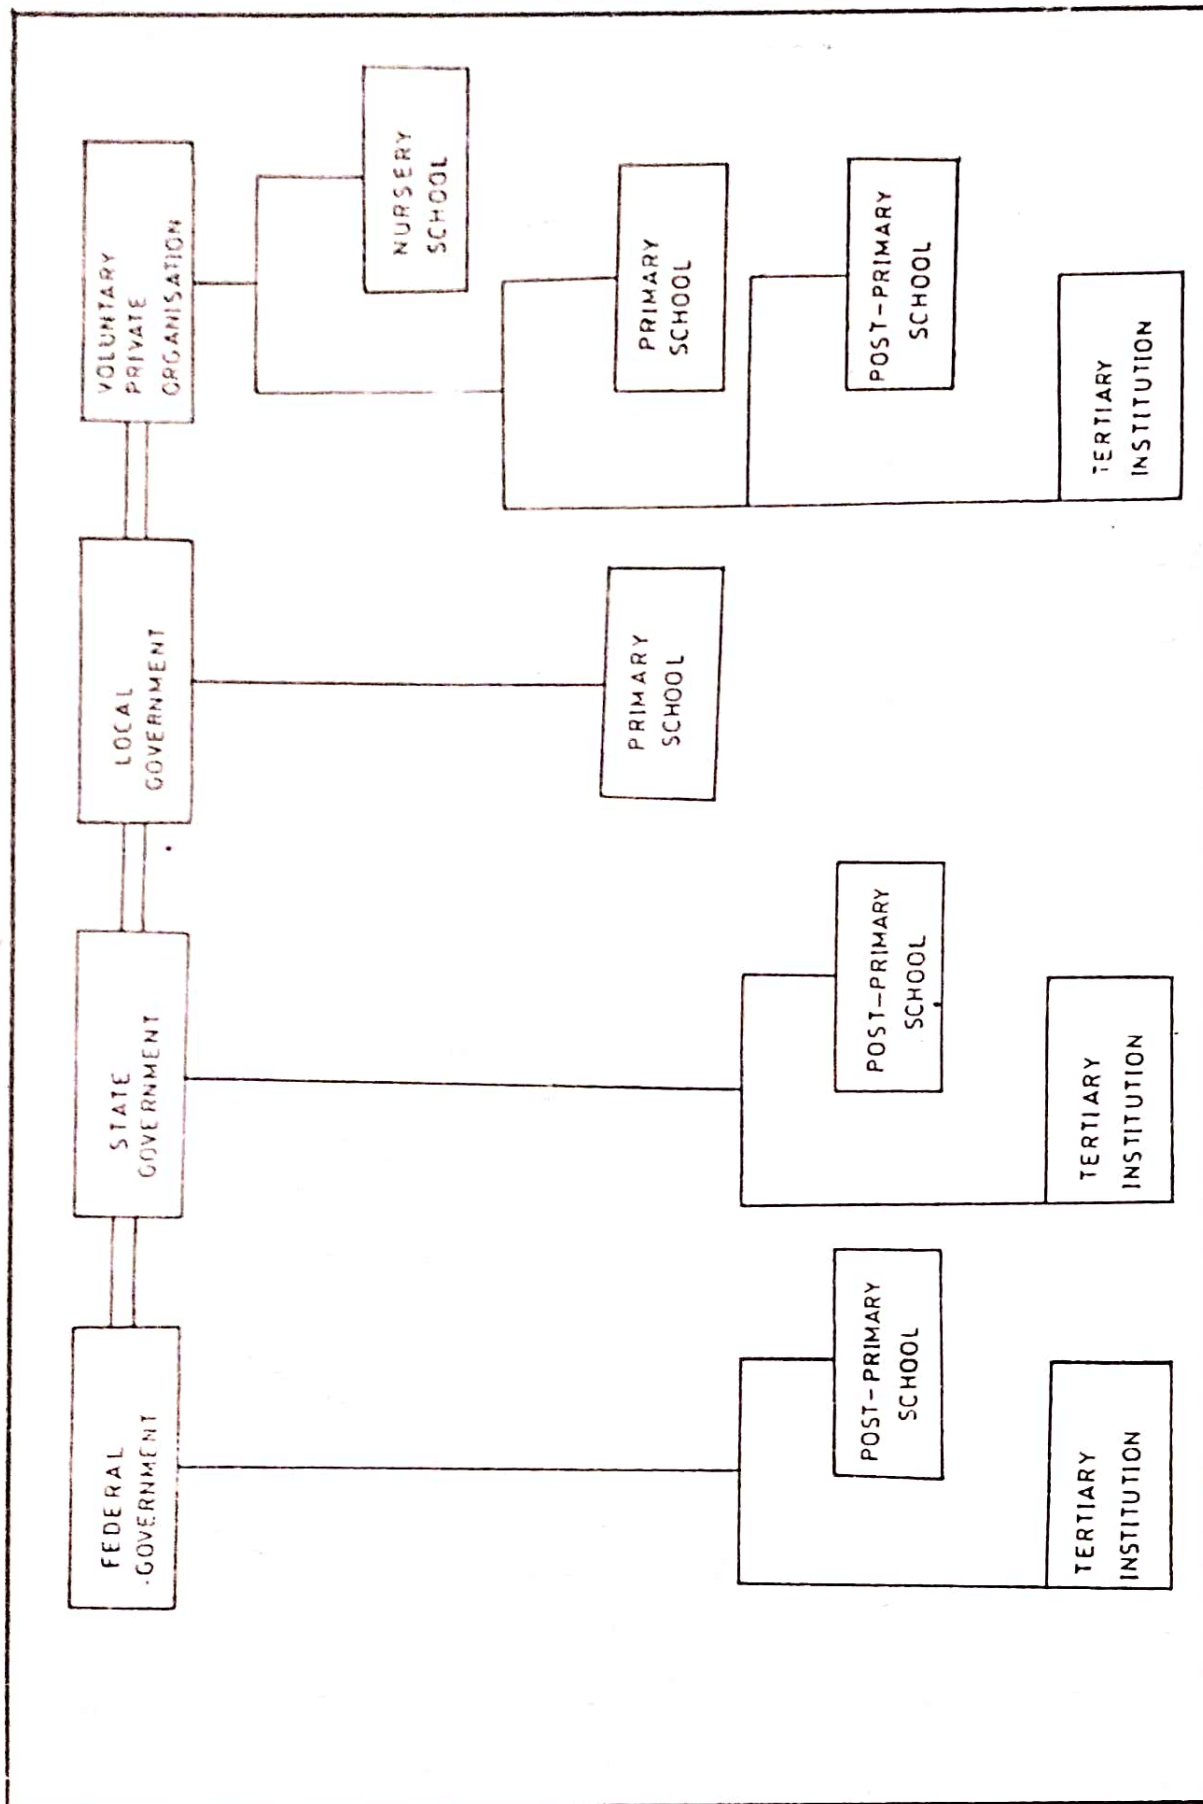 FEDERAL
GOVERNMENT
STATE
GOVERNMENT
LOCAL
GOVERNMENT
VOLUNTARY
PRIVATE
ORGANISATION
NURSERY
SCHOOL
PRIMARY
SCHOOL
PRIMARY
SCHOOL
POST-PRIMARY
SCHOOL
POST-PRIMARY
SCHOOL
POST-PRIMARY
SCHOOL
TERTIARY
INSTITUTION
TERTIARY
INSTITUTION
TERTIARY
INSTITUTION